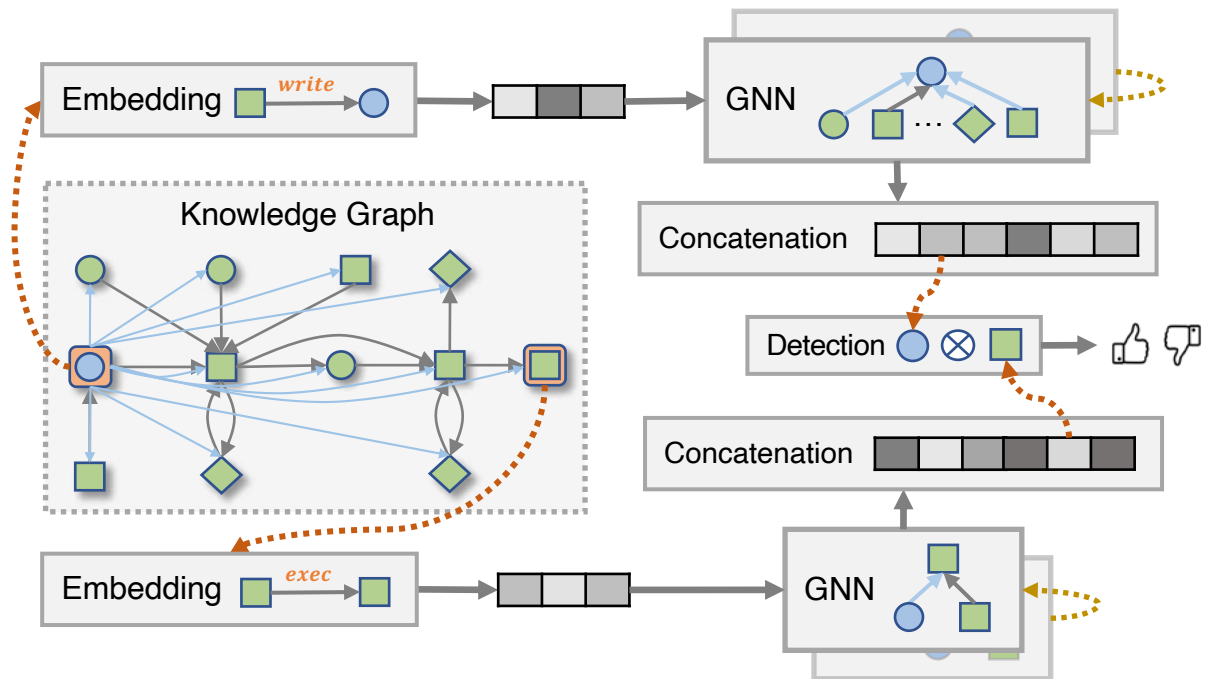 Embedding
write
GNN
...
Knowledge Graph
Concatenation
Detection
Concatenation
Embedding
exec
GNN